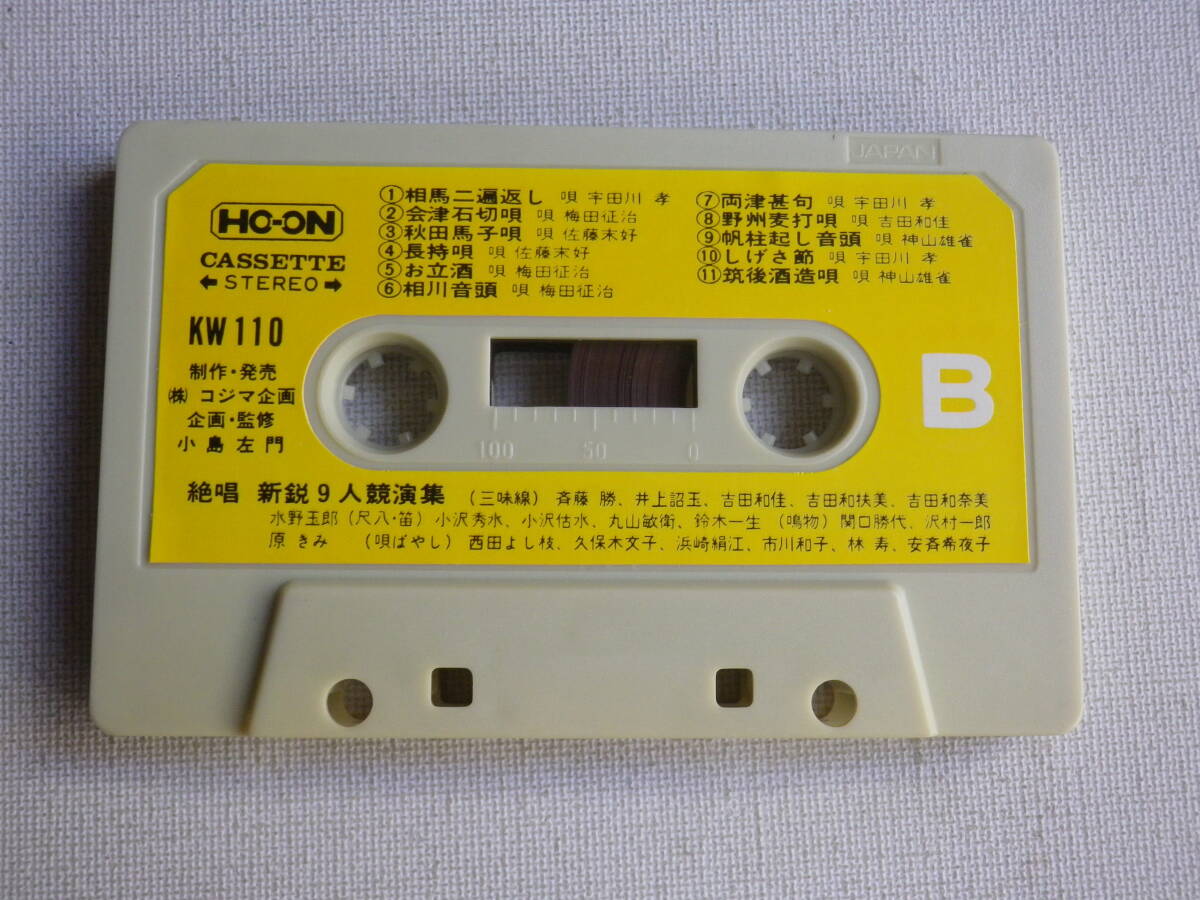 JAPAN
HO-ON
CASSETTE
←STEREO→
KW110
制作・発売
㈱ コジマ企画
企画・監修
小島左門
①相馬二遍返し 唄 宇田川 孝
②会津石切唄 唄 梅田征治
③秋田馬子唄 唄 佐藤末好
④長持唄 唄 佐藤末好
⑤お立酒 唄 梅田征治
⑥相川音頭 唄 梅田征治
⑦両津甚句 唄 宇田川 孝
⑧野州麦打唄 唄 吉田和佳
⑨帆柱起し音頭 唄 神山雄雀
⑩しげさ節 唄 宇田川 孝
⑪筑後酒造唄 唄 神山雄雀
B
100 50 0
絶唱 新鋭9人競演集 (三味線) 斉藤 勝、井上詔玉、吉田和佳、吉田和扶美、吉田和奈美
水野玉郎(尺八・笛) 小沢秀水、小沢估水、丸山敏衛、鈴木一生 (鳴物) 関口勝代、沢村一郎
原 きみ (唄ばやし) 西田よし枝、久保木文子、浜崎絹江、市川和子、林 寿、安斉希夜子